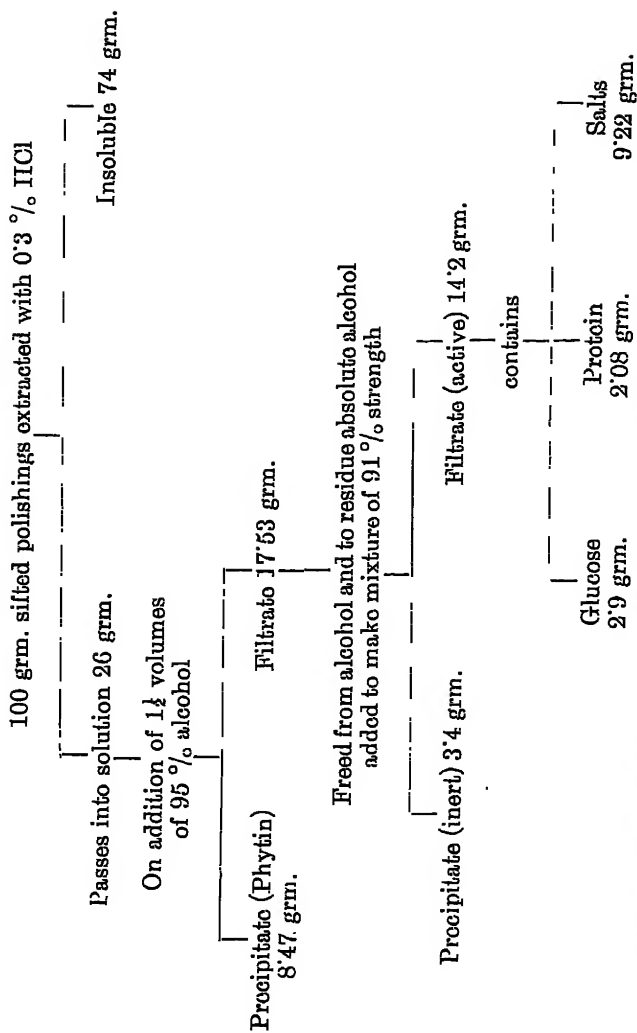 100 grm. sifted polishings extracted with 0·3 % HCl
Passes into solution 26 grm.
Insoluble 74 grm.
On addition of 1½ volumes
of 95 % alcohol
Precipitate (Phytin)
8·47 grm.
Filtrate 17·53 grm.
Freed from alcohol and to residue absolute alcohol
added to make mixture of 91 % strength
Precipitate (inert) 3·4 grm.
Filtrate (active) 14·2 grm.
contains
Glucose
2·9 grm.
Protein
2·08 grm.
Salts
9·22 grm.